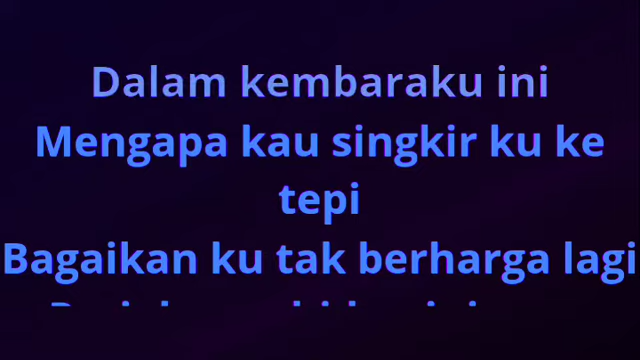 Dalam kembaraku ini
Mengapa kau singkir ku ke
tepi
Bagaikan ku tak berharga lagi